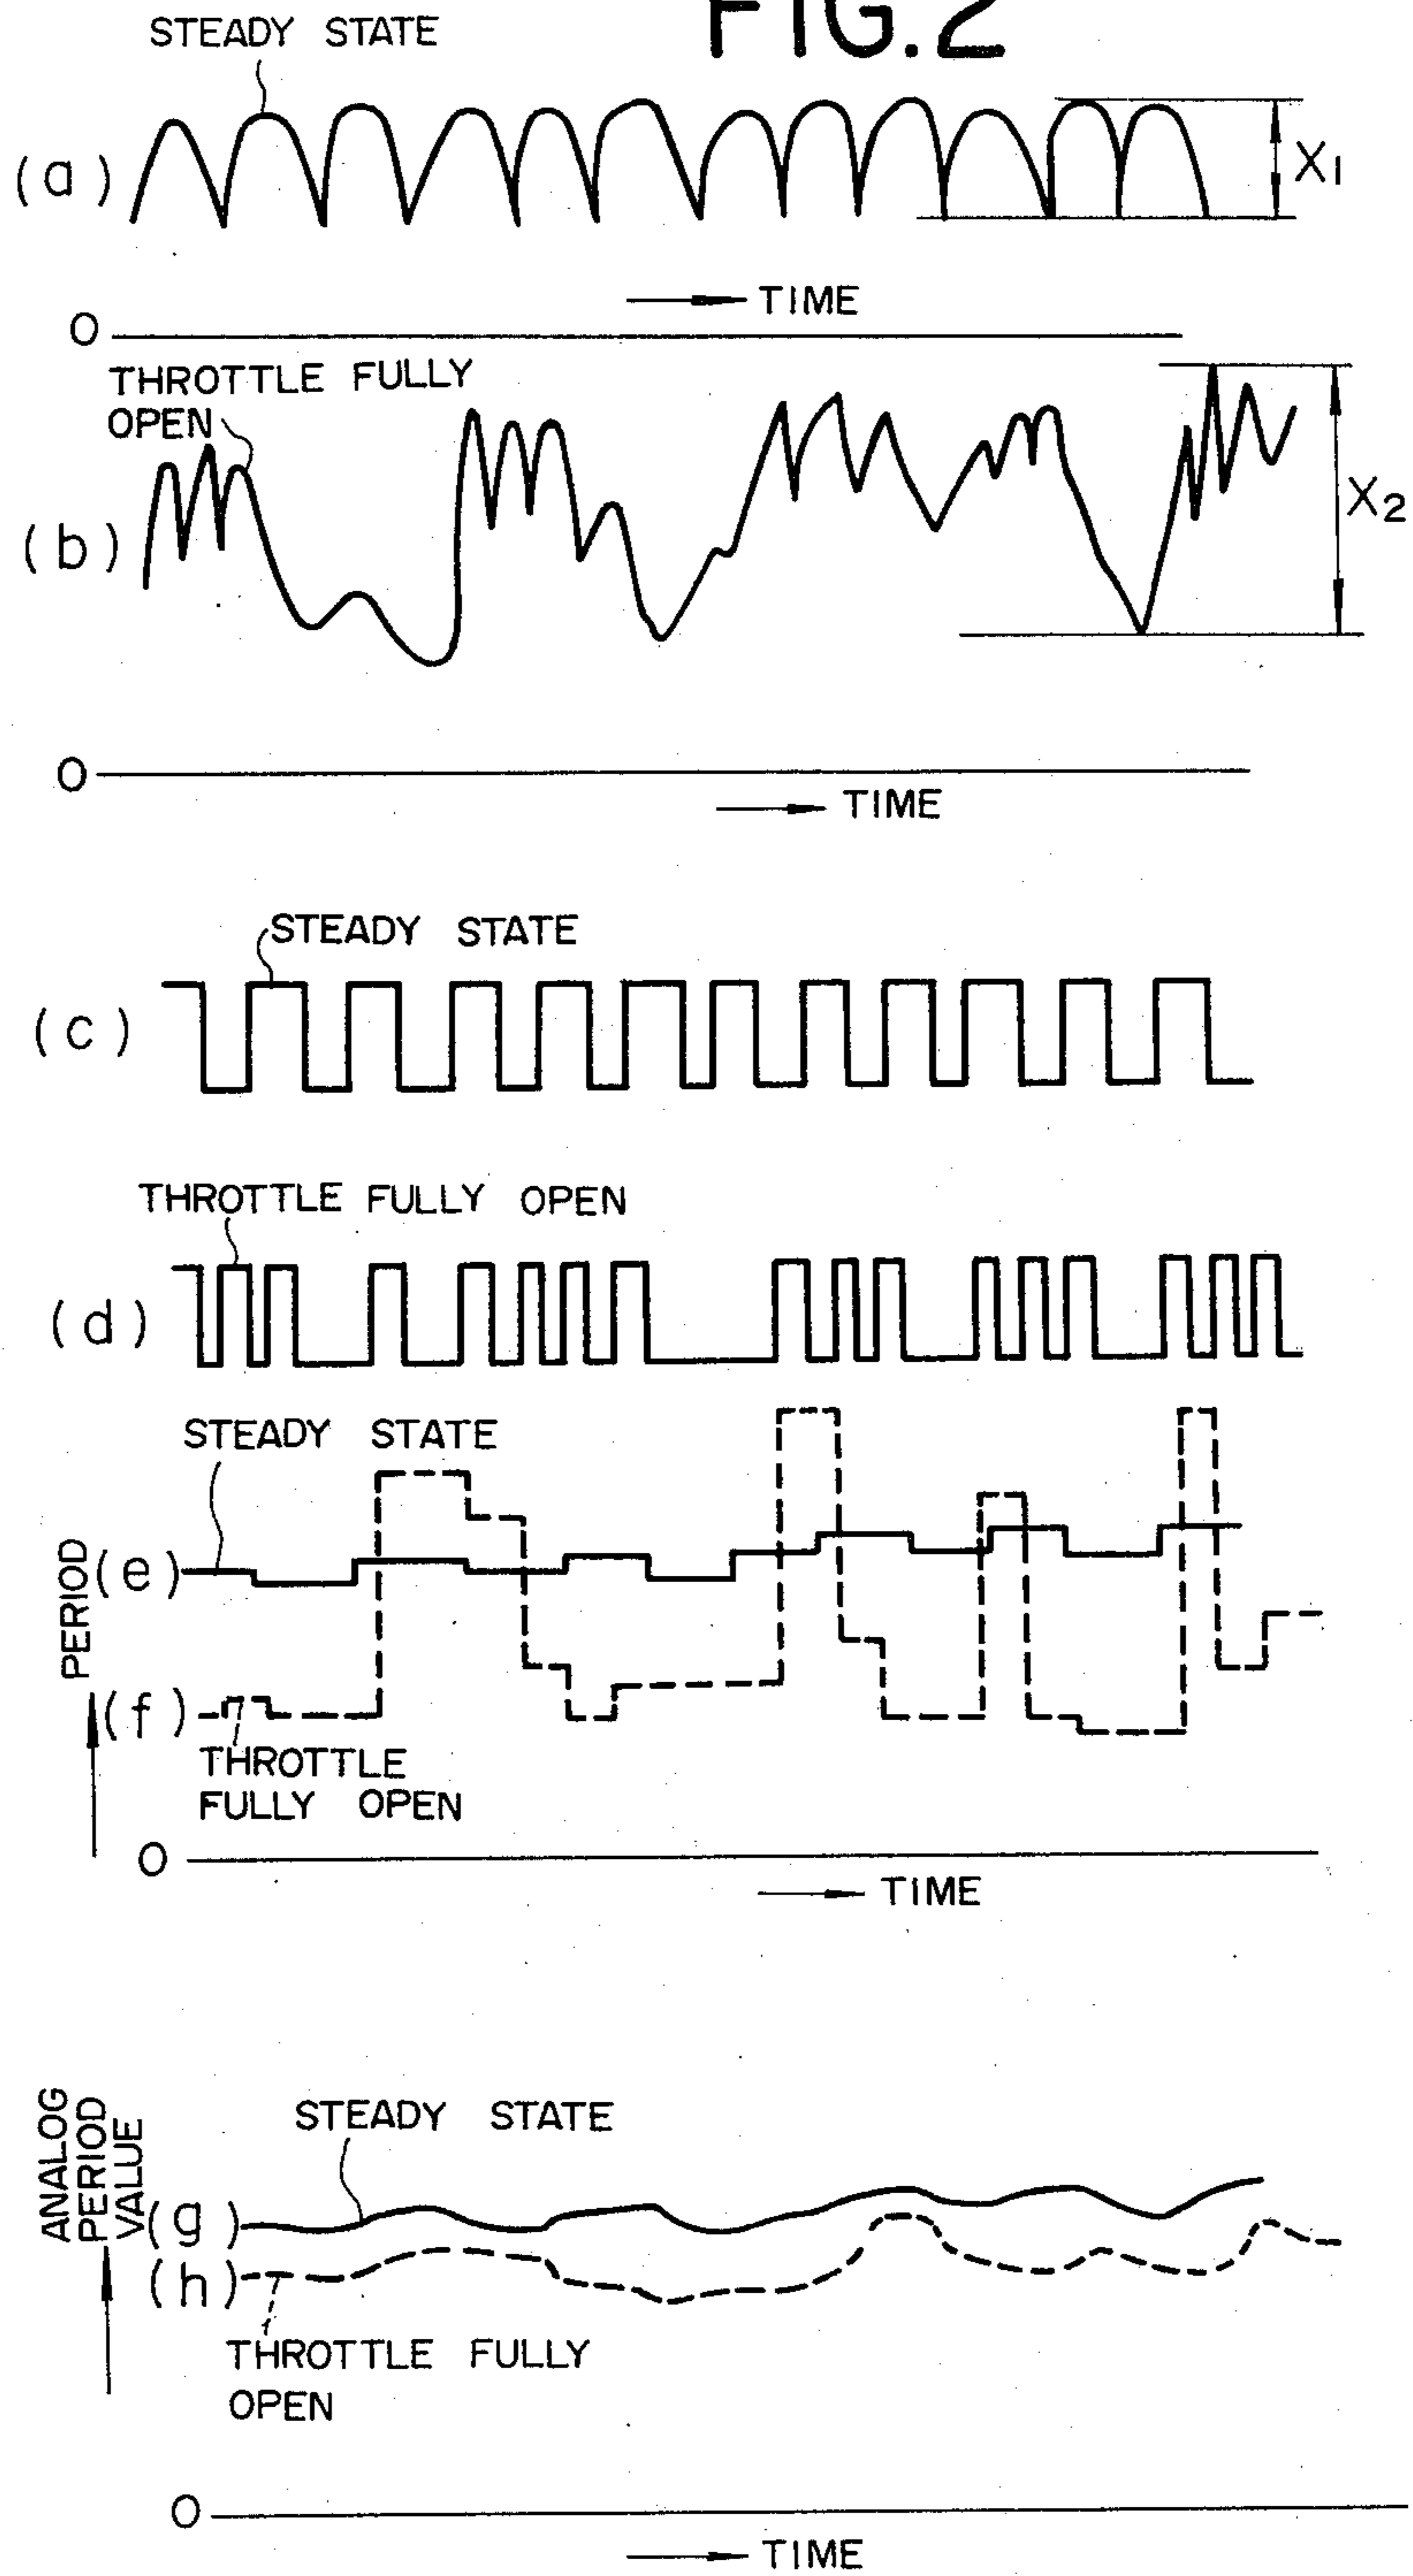 FIG.2
STEADY STATE
(a)
X1
TIME
0
THROTTLE FULLY
OPEN
(b)
X2
0
TIME
STEADY STATE
(c)
THROTTLE FULLY OPEN
(d)
STEADY STATE
PERIOD
(e)
(f)
THROTTLE
FULLY OPEN
0
TIME
ANALOG
PERIOD
VALUE
STEADY STATE
(g)
(h)
THROTTLE FULLY
OPEN
0
TIME